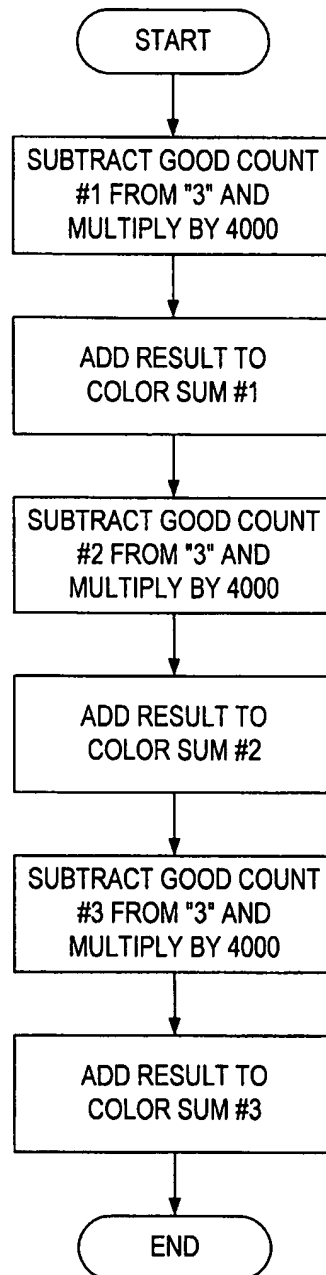 START
SUBTRACT GOOD COUNT
#1 FROM "3" AND
MULTIPLY BY 4000
ADD RESULT TO
COLOR SUM #1
SUBTRACT GOOD COUNT
#2 FROM "3" AND
MULTIPLY BY 4000
ADD RESULT TO
COLOR SUM #2
SUBTRACT GOOD COUNT
#3 FROM "3" AND
MULTIPLY BY 4000
ADD RESULT TO
COLOR SUM #3
END